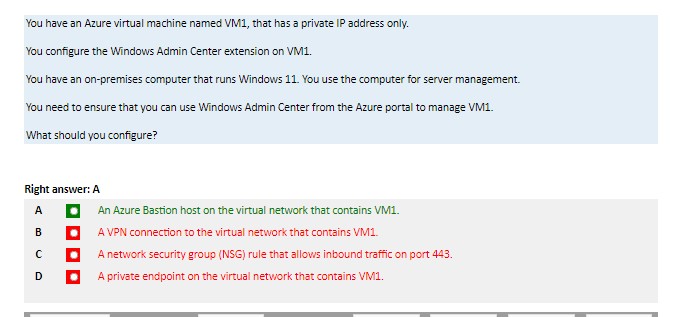 You have an Azure virtual machine named VM1, that has a private IP address only.
You configure the Windows Admin Center extension on VM1.
You have an on-premises computer that runs Windows 11. You use the computer for server management.
You need to ensure that you can use Windows Admin Center from the Azure portal to manage VM1.
What should you configure?
Right answer: A
A An Azure Bastion host on the virtual network that contains VM1.
B A VPN connection to the virtual network that contains VM1.
C A network security group (NSG) rule that allows inbound traffic on port 443.
D A private endpoint on the virtual network that contains VM1.